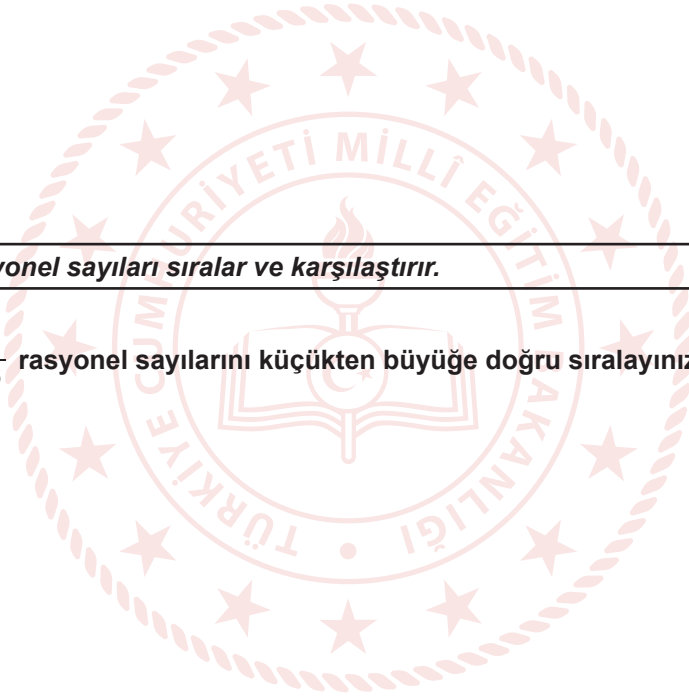 yonel sayıları sıralar ve karşılaştırır.
rasyonel sayılarını küçükten büyüğe doğru sıralayınız
TÜRKİYE CUMHURİYETİ MİLLÎ EĞİTİM BAKANLIĞI